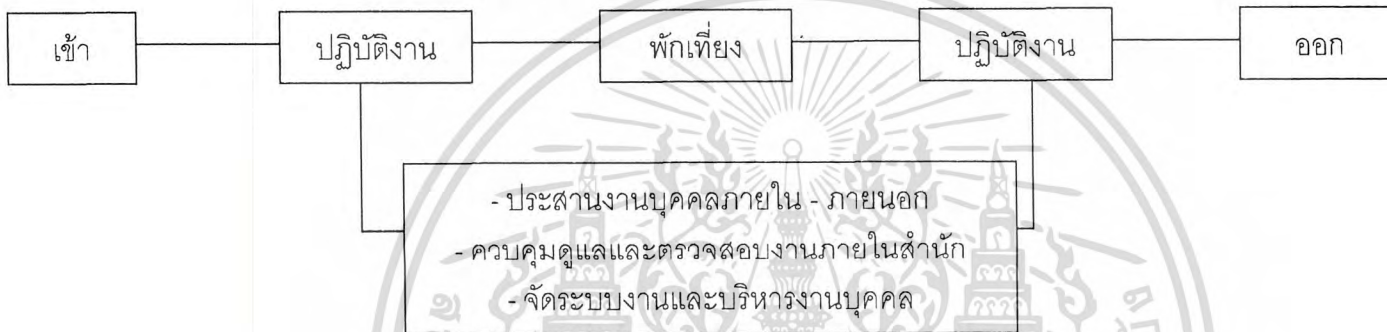 เข้า
ปฏิบัติงาน
พักเที่ยง
ปฏิบัติงาน
ออก
- ประสานงานบุคคลภายใน - ภายนอก
- ควบคุมดูแลและตรวจสอบงานภายในสำนัก
- จัดระบบงานและบริหารงานบุคคล